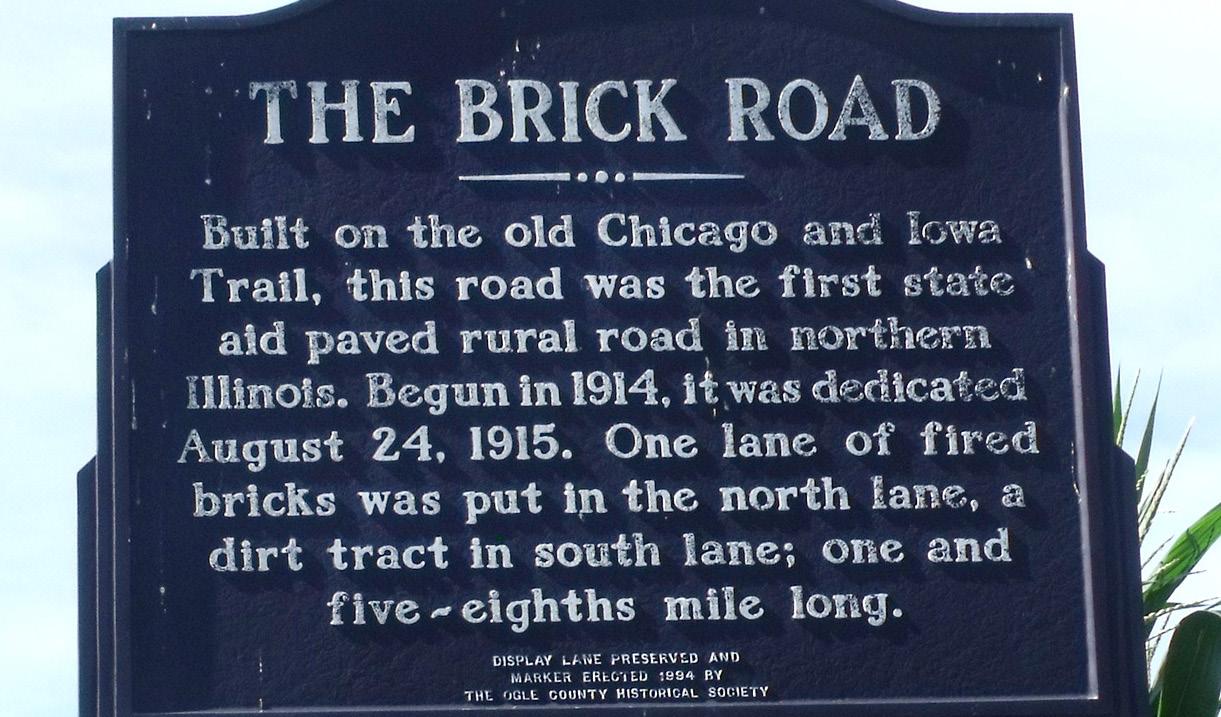 THE BRICK ROAD
Built on the old Chicago and Iowa
Trail, this road was the first state
aid paved rural road in northern
Illinois. Begun in 1914, it was dedicated
August 24, 1915. One lane of fired
bricks was put in the north lane, a
dirt tract in south lane; one and
five-eighths mile long.
DISPLAY LANE PRESERVED AND
MARKER ERECTED 1994 BY
THE OGLE COUNTY HISTORICAL SOCIETY